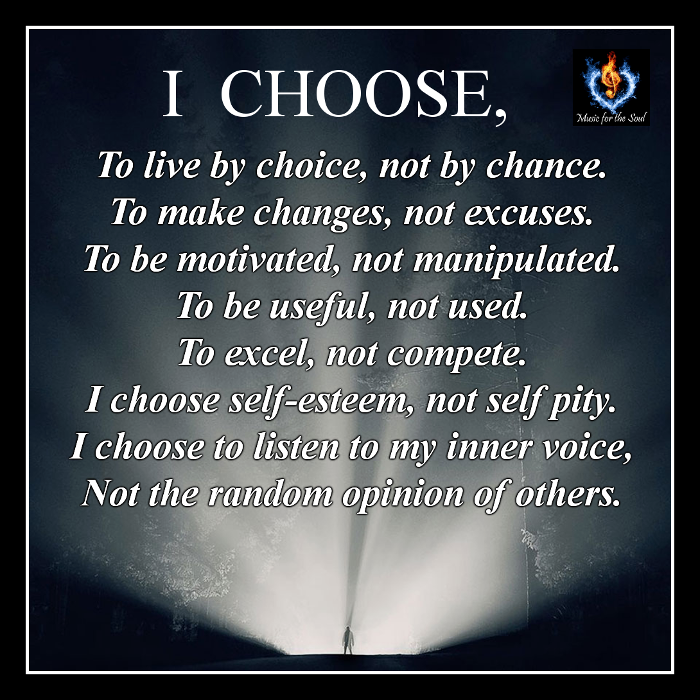 I CHOOSE,
Music for the Soul
To live by choice, not by chance.
To make changes, not excuses.
To be motivated, not manipulated.
To be useful, not used.
To excel, not compete.
I choose self-esteem, not self pity.
I choose to listen to my inner voice,
Not the random opinion of others.